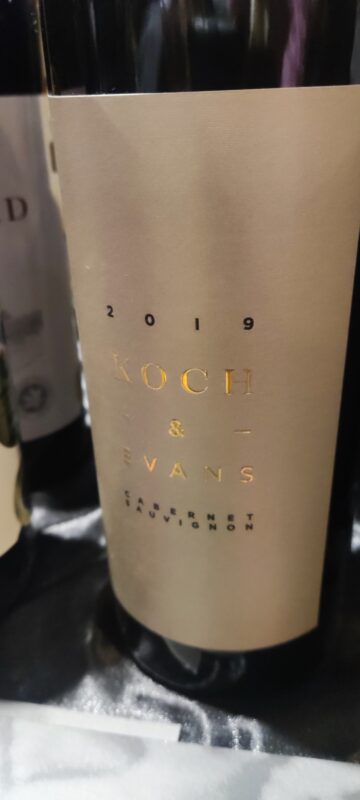 2019
KOCH
&
EVANS
CABERNET
SAUVIGNON
D